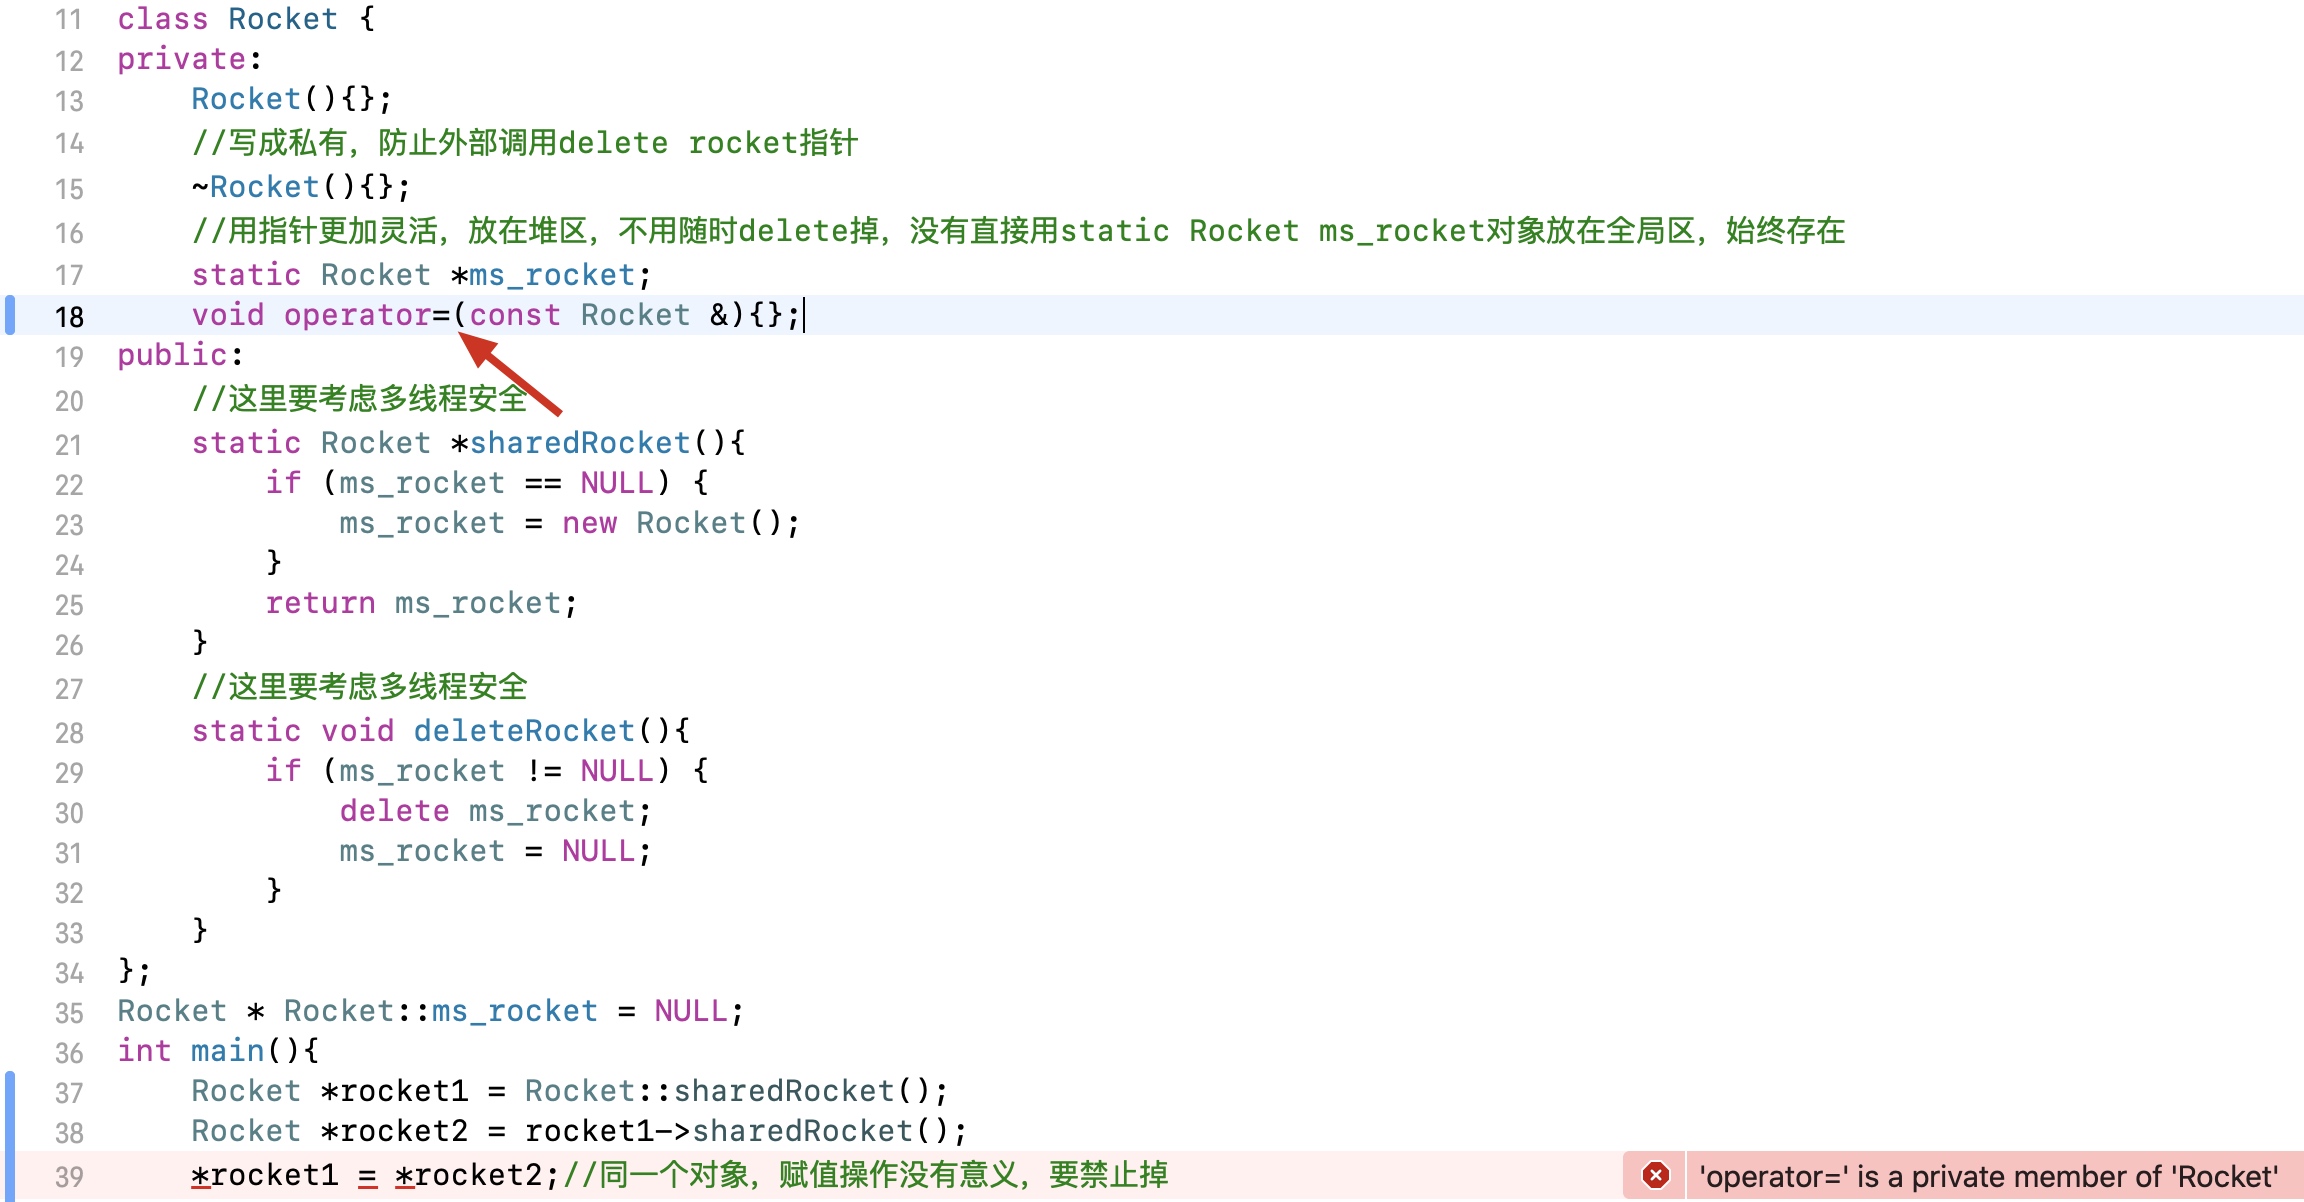 11 class Rocket {
12 private:
13     Rocket(){};
14     //写成私有，防止外部调用delete rocket指针
15     ~Rocket(){};
16     //用指针更加灵活，放在堆区，不用随时delete掉，没有直接用static Rocket ms_rocket对象放在全局区，始终存在
17     static Rocket *ms_rocket;
18     void operator=(const Rocket &){};
19 public:
20     //这里要考虑多线程安全
21     static Rocket *sharedRocket(){
22         if (ms_rocket == NULL) {
23             ms_rocket = new Rocket();
24         }
25         return ms_rocket;
26     }
27     //这里要考虑多线程安全
28     static void deleteRocket(){
29         if (ms_rocket != NULL) {
30             delete ms_rocket;
31             ms_rocket = NULL;
32         }
33     }
34 };
35 Rocket * Rocket::ms_rocket = NULL;
36 int main(){
37     Rocket *rocket1 = Rocket::sharedRocket();
38     Rocket *rocket2 = rocket1->sharedRocket();
39     *rocket1 = *rocket2;//同一个对象，赋值操作没有意义，要禁止掉 'operator=' is a private member of 'Rocket'